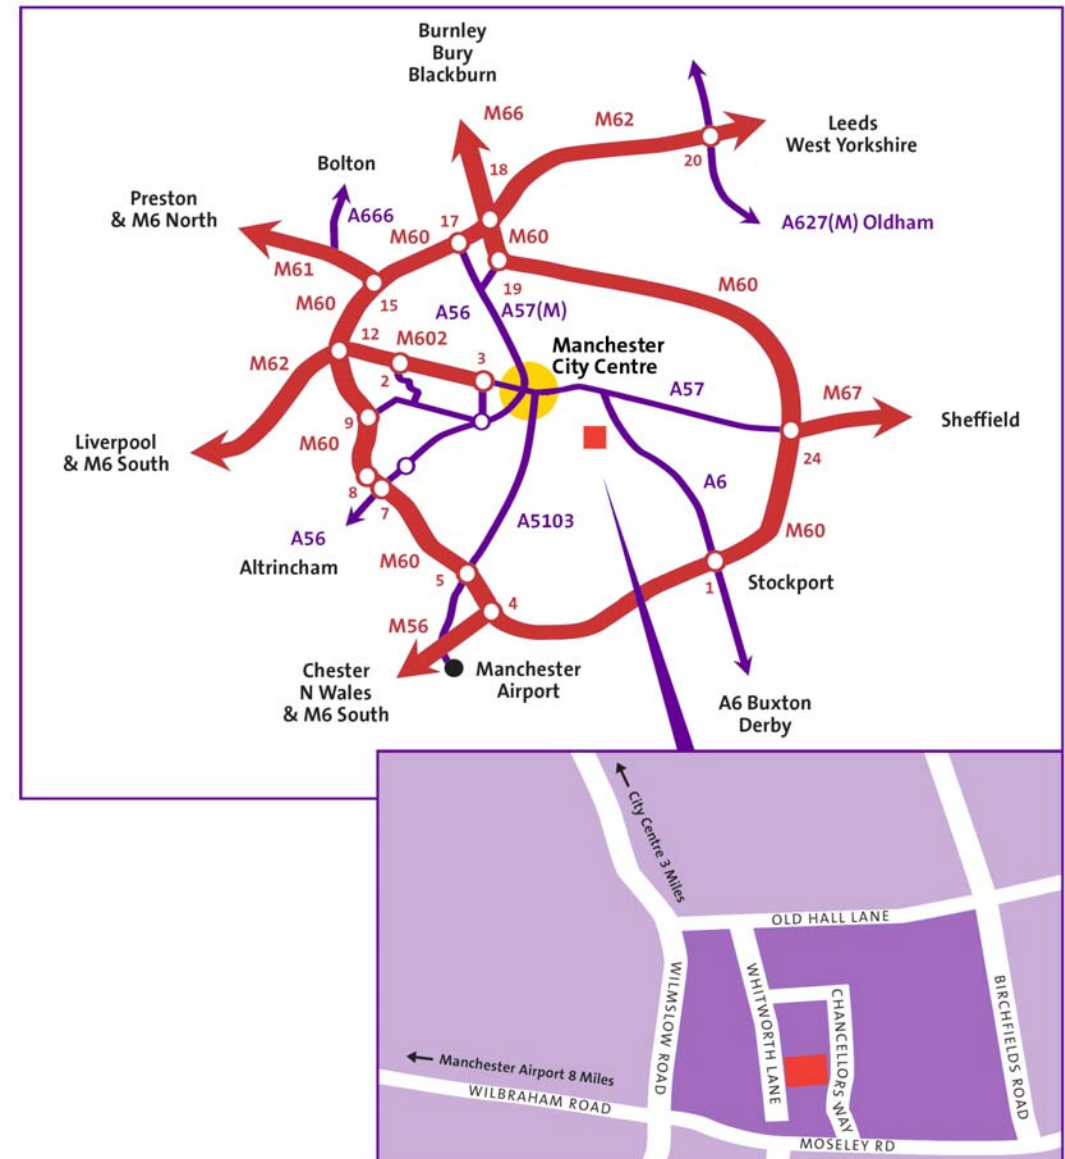 Burnley
Bury
Blackburn
M66
M62
Leeds
West Yorkshire
20
18
Bolton
A666
Preston
& M6 North
17
M60
M60
A627(M) Oldham
M61
M60
15
19
M60
A56
A57(M)
12
M602
M62
2
3
Manchester
City Centre
A57
M67
Sheffield
9
M60
Liverpool
& M6 South
24
A6
8
7
A5103
M60
A56
Altrincham
M60
5
4
1
Stockport
M56
Chester
N Wales
& M6 South
Manchester
Airport
A6 Buxton
Derby
City Centre 3 Miles
OLD HALL LANE
WILMSLOW ROAD
WHITWORTH LANE
CHANCELLORS WAY
BIRCHFIELDS ROAD
Manchester Airport 8 Miles
WILBRAHAM ROAD
MOSELEY RD